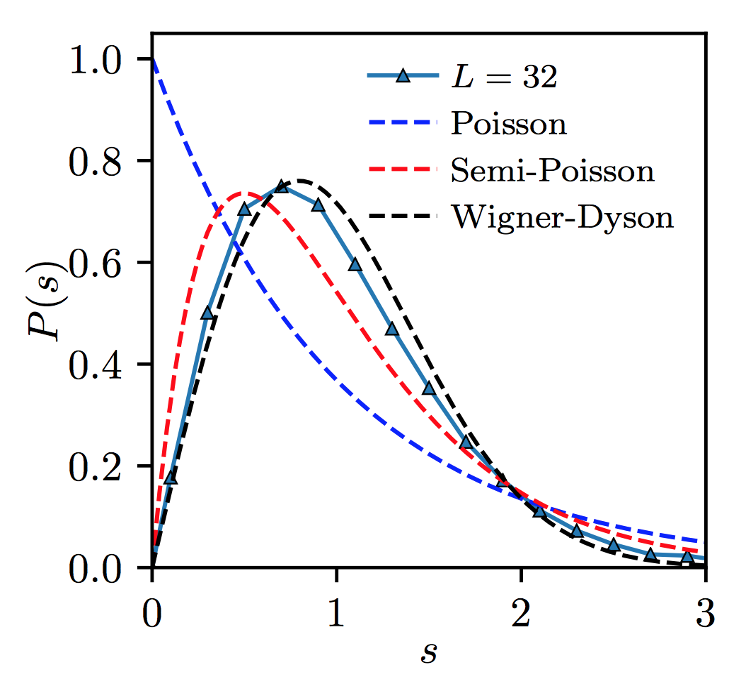 1.0
0.8
0.6
0.4
0.2
0.0
P(s)
L = 32
Poisson
Semi-Poisson
Wigner-Dyson
0 1 2 3
s